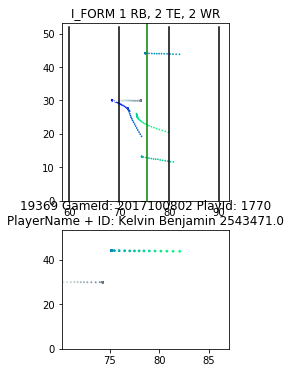 I_FORM 1 RB, 2 TE, 2 WR
50
40
30
20
10
0
60 70 80 90
19369 GameId: 2017100802 PlayId: 1770
PlayerName + ID: Kelvin Benjamin 2543471.0
40
20
0
75 80 85